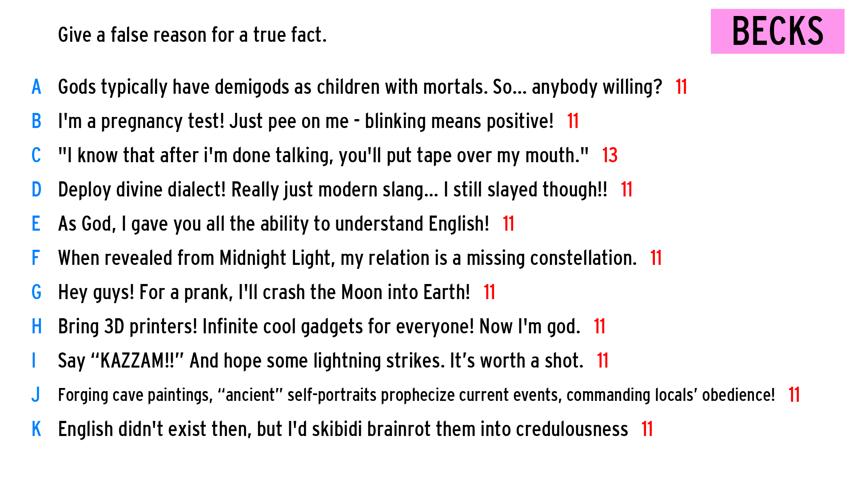 Give a false reason for a true fact.
BECKS
A Gods typically have demigods as children with mortals. So... anybody willing? 11
B I'm a pregnancy test! Just pee on me - blinking means positive! 11
C "I know that after i'm done talking, you'll put tape over my mouth." 13
D Deploy divine dialect! Really just modern slang... I still slayed though!! 11
E As God, I gave you all the ability to understand English! 11
F When revealed from Midnight Light, my relation is a missing constellation. 11
G Hey guys! For a prank, I'll crash the Moon into Earth! 11
H Bring 3D printers! Infinite cool gadgets for everyone! Now I'm god. 11
I Say “KAZZAM!!” And hope some lightning strikes. It’s worth a shot. 11
J Forging cave paintings, “ancient” self-portraits prophecize current events, commanding locals’ obedience! 11
K English didn't exist then, but I'd skibidi brainrot them into credulousness 11